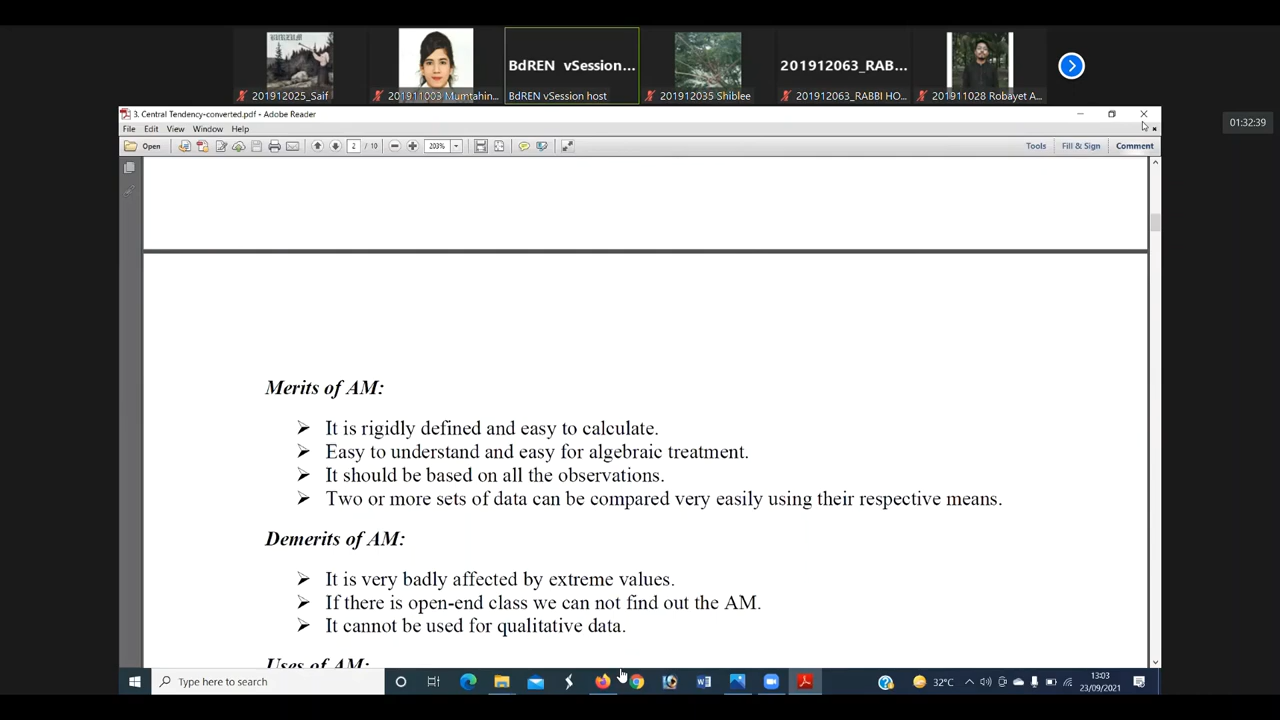 BdREN vSession...
201912063_RAB...
201912025_Saif
201911003 Mumtahin...
BdREN vSession host
201912035 Shiblee
201912063_RABBI HO...
201911028 Robayet A...
3. Central Tendency-converted.pdf - Adobe Reader
01:32:39
File Edit View Window Help
Open 2 / 10 203% Tools Fill & Sign Comment
Merits of AM:
➢ It is rigidly defined and easy to calculate.
➢ Easy to understand and easy for algebraic treatment.
➢ It should be based on all the observations.
➢ Two or more sets of data can be compared very easily using their respective means.
Demerits of AM:
➢ It is very badly affected by extreme values.
➢ If there is open-end class we can not find out the AM.
➢ It cannot be used for qualitative data.
Uses of AM:
Type here to search
32°C
13:03
23/09/2021